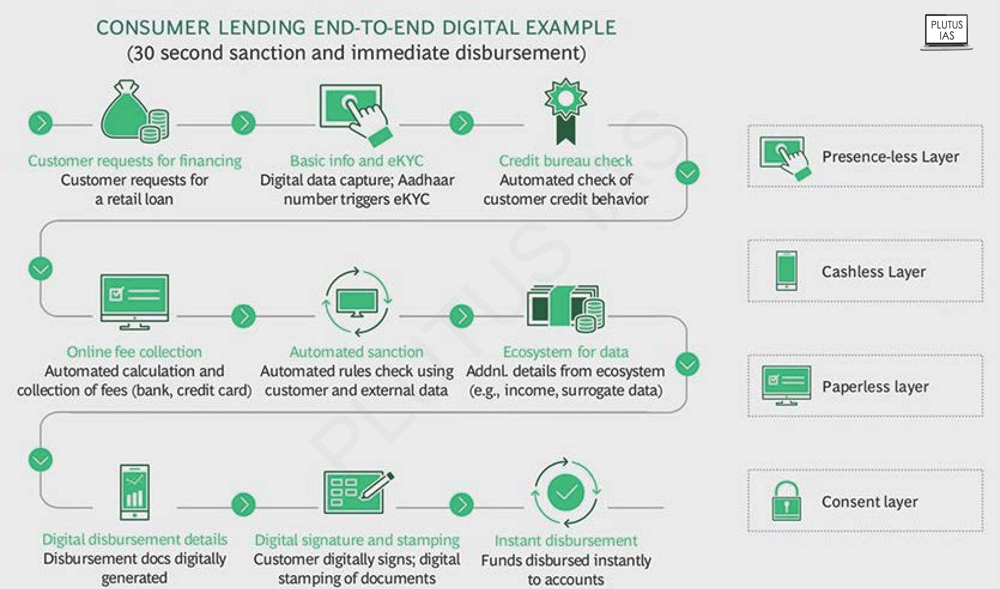 CONSUMER LENDING END-TO-END DIGITAL EXAMPLE
(30 second sanction and immediate disbursement)
PLUTUS
IAS
Customer requests for financing
Customer requests for
a retail loan
Basic info and eKYC
Digital data capture; Aadhaar
number triggers eKYC
Credit bureau check
Automated check of
customer credit behavior
Online fee collection
Automated calculation and
collection of fees (bank, credit card)
Automated sanction
Automated rules check using
customer and external data
Ecosystem for data
Addnl. details from ecosystem
(e.g., income, surrogate data)
Digital disbursement details
Disbursement docs digitally
generated
Digital signature and stamping
Customer digitally signs; digital
stamping of documents
Instant disbursement
Funds disbursed instantly
to accounts
Presence-less Layer
Cashless Layer
Paperless layer
Consent layer
PLUTUS IAS